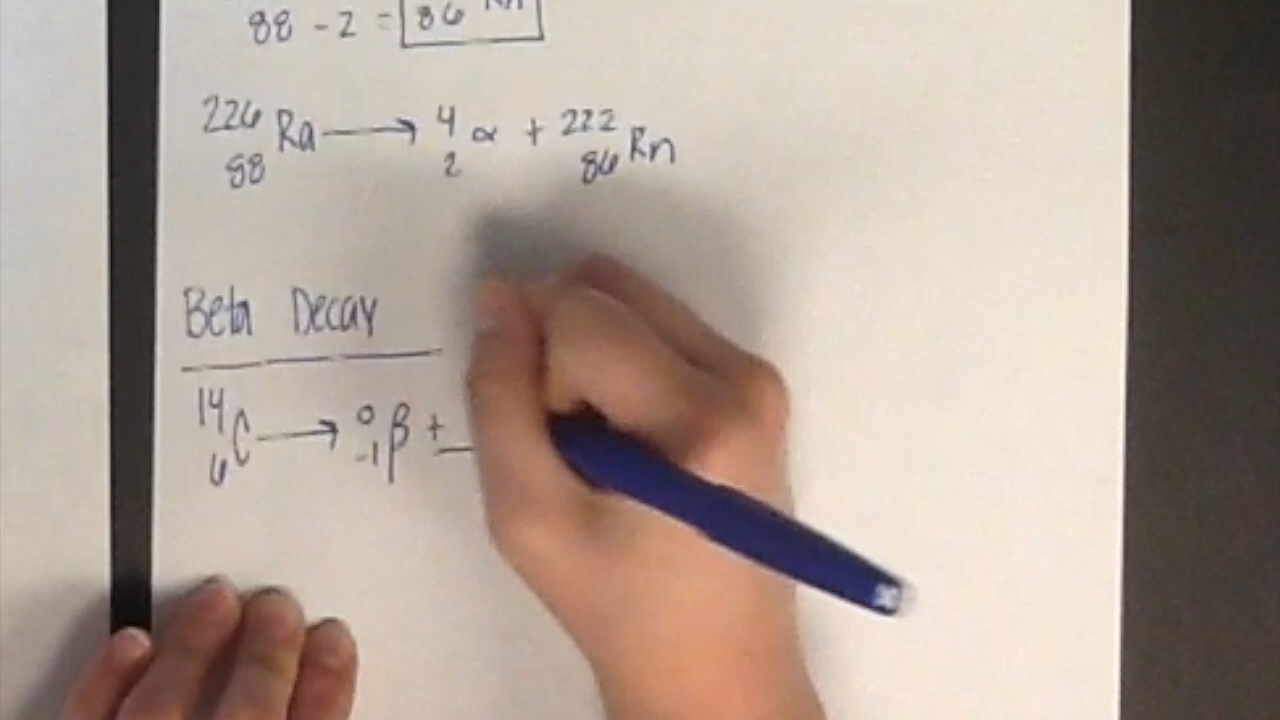 88 - 2 = 86 Rn
226 88 Ra → 4 2 α + 222 86 Rn
Beta Decay
14 6 C → 0 -1 β + _